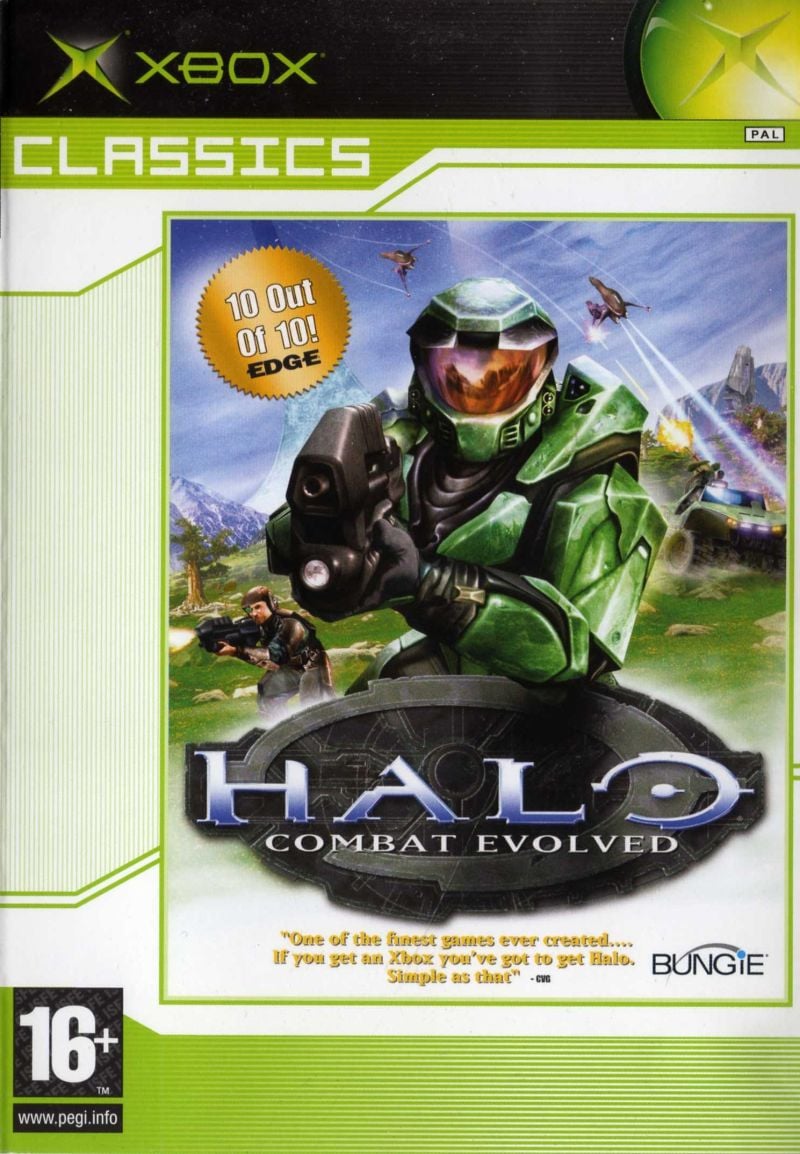 XBOX
CLASSICS
PAL
10 Out
Of 10!
EDGE
HALO
COMBAT EVOLVED
"One of the finest games ever created....
If you get an Xbox you've got to get Halo.
Simple as that" - CVG
BUNGiE
16+
TM
www.pegi.info